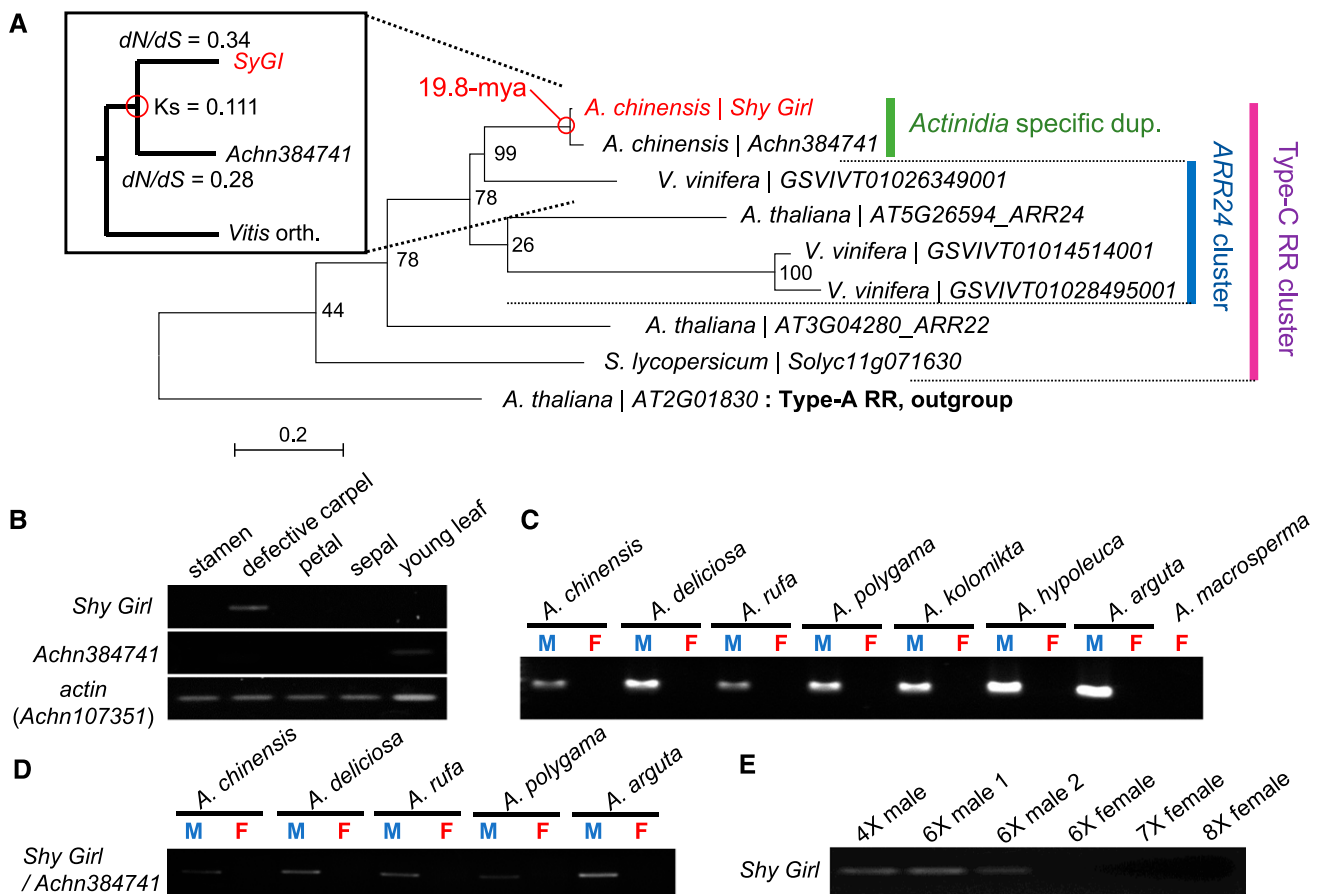 A
dN/dS = 0.34
SyGI
Ks = 0.111
Achn384741
dN/dS = 0.28
Vitis orth.
19.8-mya
A. chinensis | Shy Girl
A. chinensis | Achn384741
Actinidia specific dup.
99
V. vinifera | GSVIVT01026349001
78
A. thaliana | AT5G26594_ARR24
26
V. vinifera | GSVIVT01014514001
100
78
V. vinifera | GSVIVT01028495001
ARR24 cluster
Type-C RR cluster
44
A. thaliana | AT3G04280_ARR22
S. lycopersicum | Solyc11g071630
A. thaliana | AT2G01830 : Type-A RR, outgroup
0.2
B
stamen
defective carpel
petal
sepal
young leaf
Shy Girl
Achn384741
actin
(Achn107351)
C
A. chinensis
A. deliciosa
A. rufa
A. polygama
A. kolomikta
A. hypoleuca
A. arguta
A. macrosperma
M F M F M F M F M F M F M F F
D
A. chinensis
A. deliciosa
A. rufa
A. polygama
A. arguta
M F M F M F M F M F
Shy Girl
/ Achn384741
E
4X male
6X male 1
6X male 2
6X female
7X female
8X female
Shy Girl